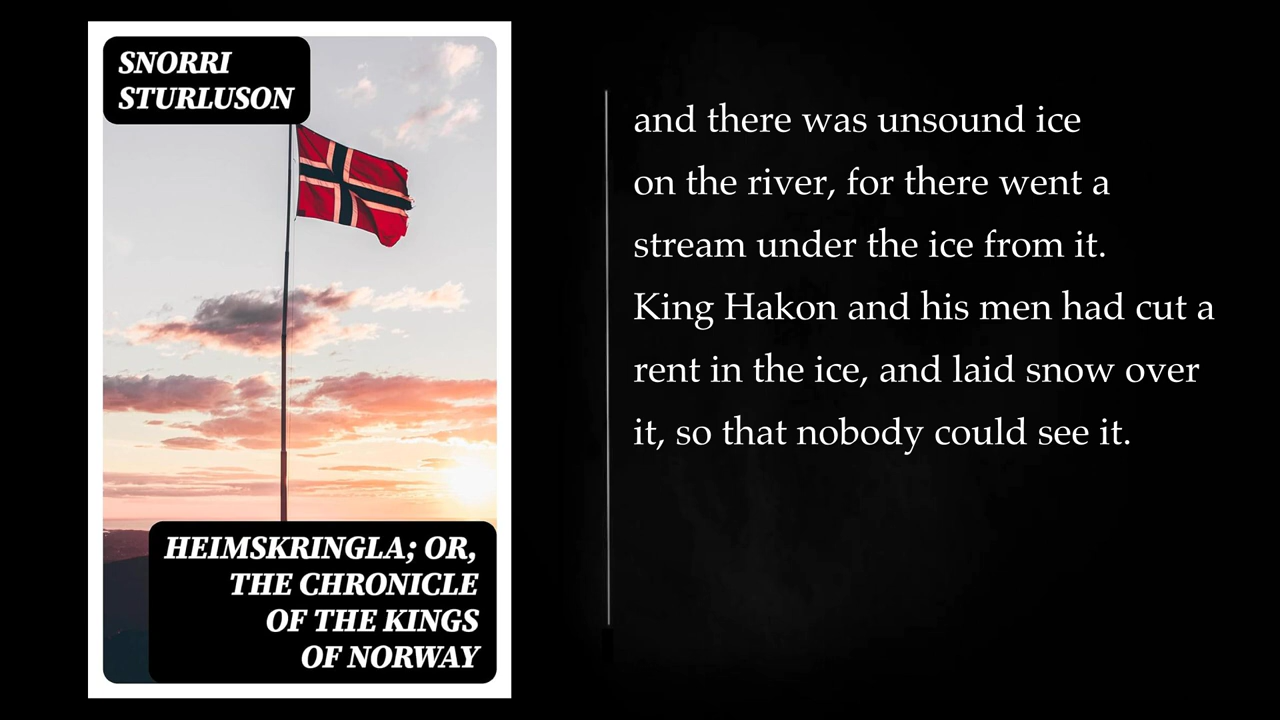 SNORRI
STURLUSON
HEIMSKRINGLA; OR,
THE CHRONICLE
OF THE KINGS
OF NORWAY
and there was unsound ice
on the river, for there went a
stream under the ice from it.
King Hakon and his men had cut a
rent in the ice, and laid snow over
it, so that nobody could see it.